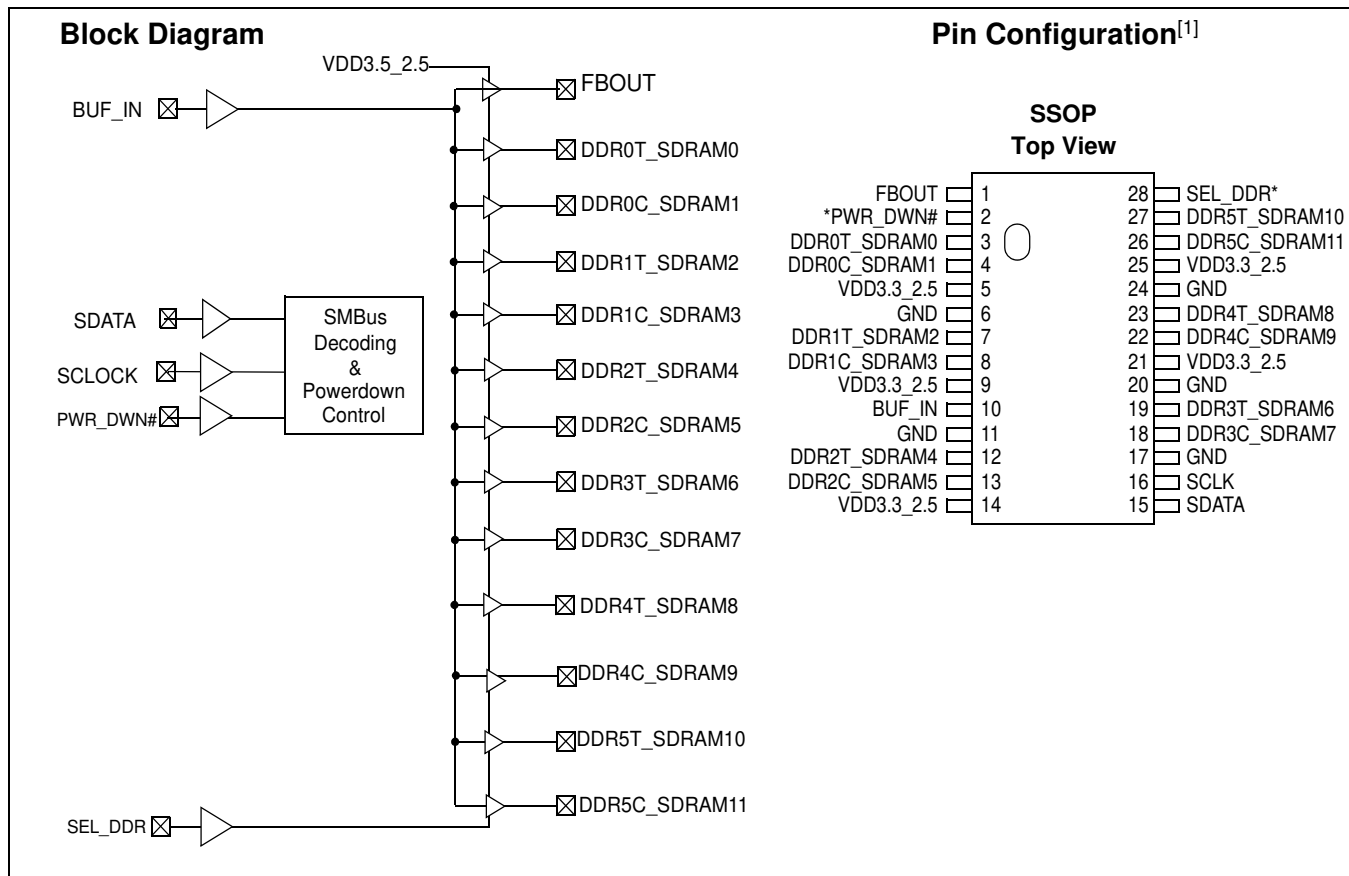 Block Diagram
VDD3.5_2.5
BUF_IN
FBOUT
DDR0T_SDRAM0
DDR0C_SDRAM1
DDR1T_SDRAM2
DDR1C_SDRAM3
DDR2T_SDRAM4
DDR2C_SDRAM5
DDR3T_SDRAM6
DDR3C_SDRAM7
DDR4T_SDRAM8
DDR4C_SDRAM9
DDR5T_SDRAM10
DDR5C_SDRAM11
SDATA
SCLOCK
PWR_DWN#
SMBus
Decoding
&
Powerdown
Control
SEL_DDR
Pin Configuration[1]
SSOP
Top View
FBOUT 1 28 SEL_DDR*
*PWR_DWN# 2 27 DDR5T_SDRAM10
DDR0T_SDRAM0 3 26 DDR5C_SDRAM11
DDR0C_SDRAM1 4 25 VDD3.3_2.5
VDD3.3_2.5 5 24 GND
GND 6 23 DDR4T_SDRAM8
DDR1T_SDRAM2 7 22 DDR4C_SDRAM9
DDR1C_SDRAM3 8 21 VDD3.3_2.5
VDD3.3_2.5 9 20 GND
BUF_IN 10 19 DDR3T_SDRAM6
GND 11 18 DDR3C_SDRAM7
DDR2T_SDRAM4 12 17 GND
DDR2C_SDRAM5 13 16 SCLK
VDD3.3_2.5 14 15 SDATA